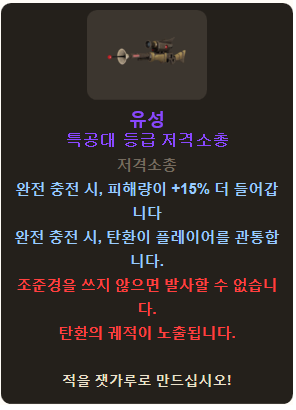 유성
특공대 등급 저격소총
저격소총
완전 충전 시, 피해량이 +15% 더 들어갑
니다
완전 충전 시, 탄환이 플레이어를 관통합
니다.
조준경을 쓰지 않으면 발사할 수 없습니
다.
탄환의 궤적이 노출됩니다.
적을 잿가루로 만드십시오!